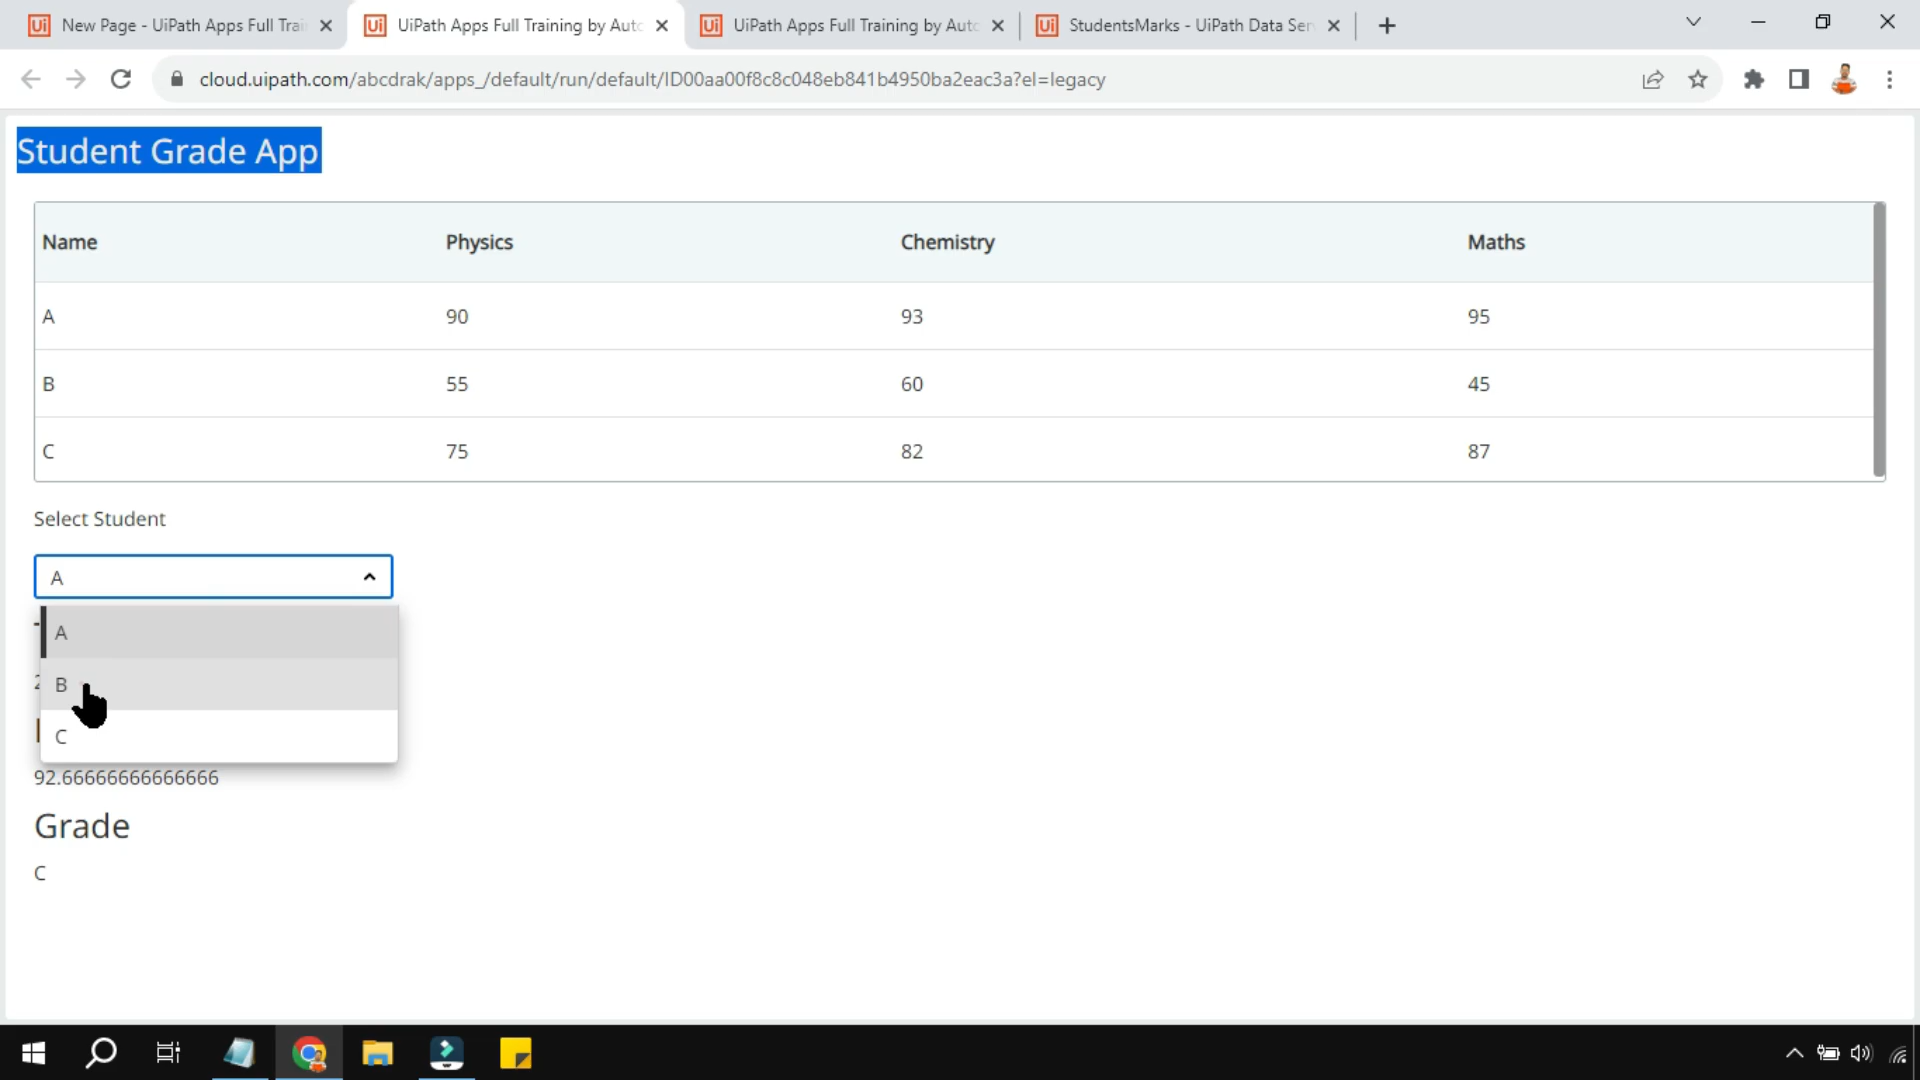 New Page - UiPath Apps Full Trai
UiPath Apps Full Training by Auto
UiPath Apps Full Training by Auto
StudentsMarks - UiPath Data Ser
cloud.uipath.com/abcdrak/apps_/default/run/default/ID00aa00f8c8c048eb841b4950ba2eac3a?el=legacy
Student Grade App
Name Physics Chemistry Maths
A 90 93 95
B 55 60 45
C 75 82 87
Select Student
A
A
B
C
92.66666666666666
Grade
C